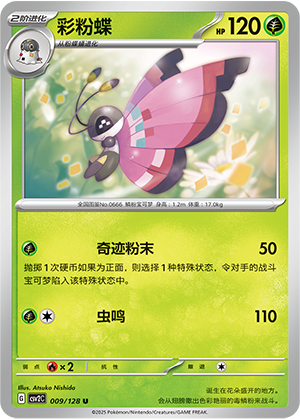 2阶进化
彩粉蝶
HP 120
从粉蝶蛹进化
全国图鉴No.0666 鳞粉宝可梦 身高:1.2m 体重:17.0kg
奇迹粉末 50
抛掷1次硬币如果为正面,则选择1种特殊状态,令对手的战斗
宝可梦陷入该特殊状态中。
虫鸣 110
弱点 ×2 抗性 撤退
Illus. Atsuko Nishida
G CSV2C 009/128 U
诞生在花朵盛开的地方。
会从翅膀撒出色彩艳丽的毒鳞粉来战斗。
©2025 Pokémon/Nintendo/Creatures/GAME FREAK.